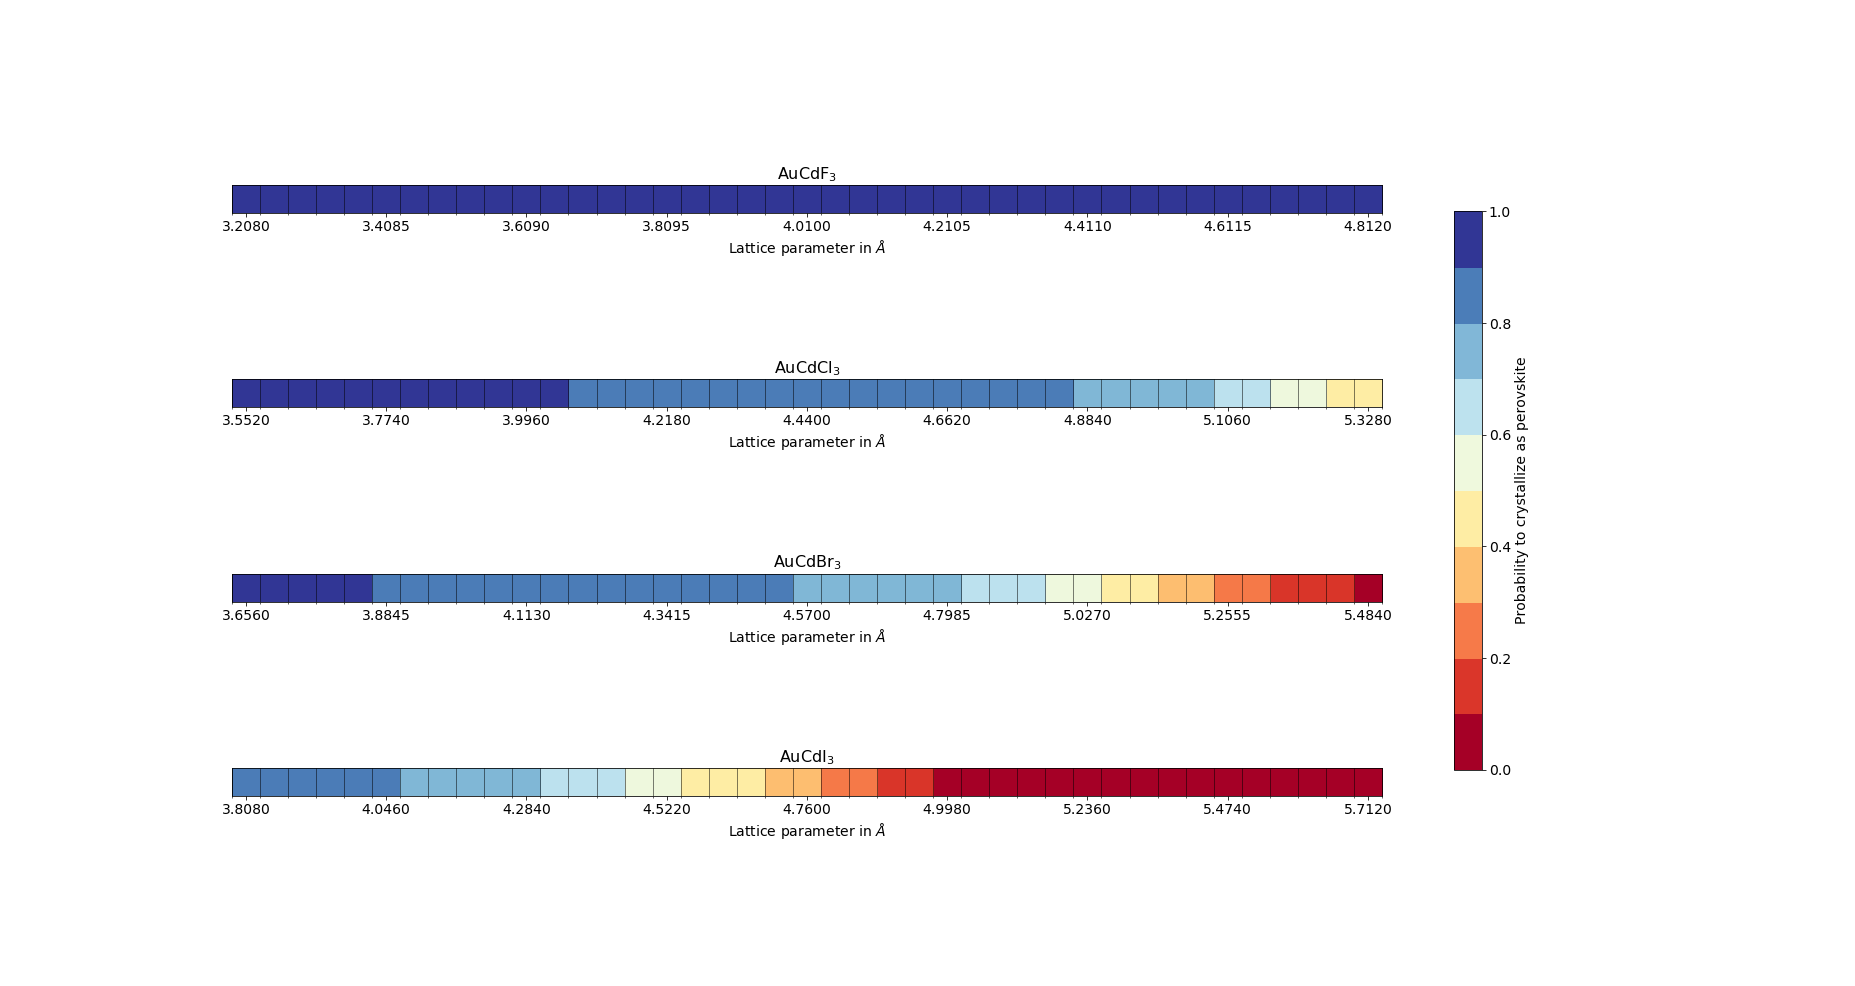 AuCdF₃
3.2080 3.4085 3.6090 3.8095 4.0100 4.2105 4.4110 4.6115 4.8120
Lattice parameter in Å
AuCdCl₃
3.5520 3.7740 3.9960 4.2180 4.4400 4.6620 4.8840 5.1060 5.3280
Lattice parameter in Å
AuCdBr₃
3.6560 3.8845 4.1130 4.3415 4.5700 4.7985 5.0270 5.2555 5.4840
Lattice parameter in Å
AuCdI₃
3.8080 4.0460 4.2840 4.5220 4.7600 4.9980 5.2360 5.4740 5.7120
Lattice parameter in Å
1.0
0.8
0.6
0.4
0.2
0.0
Probability to crystallize as perovskite